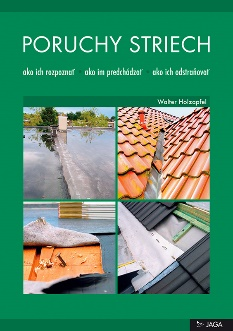 PORUCHY STRIECH
ako ich rozpoznať ako im predchádzať ako ich odstraňovať
Walter Holzapfel
JAGA